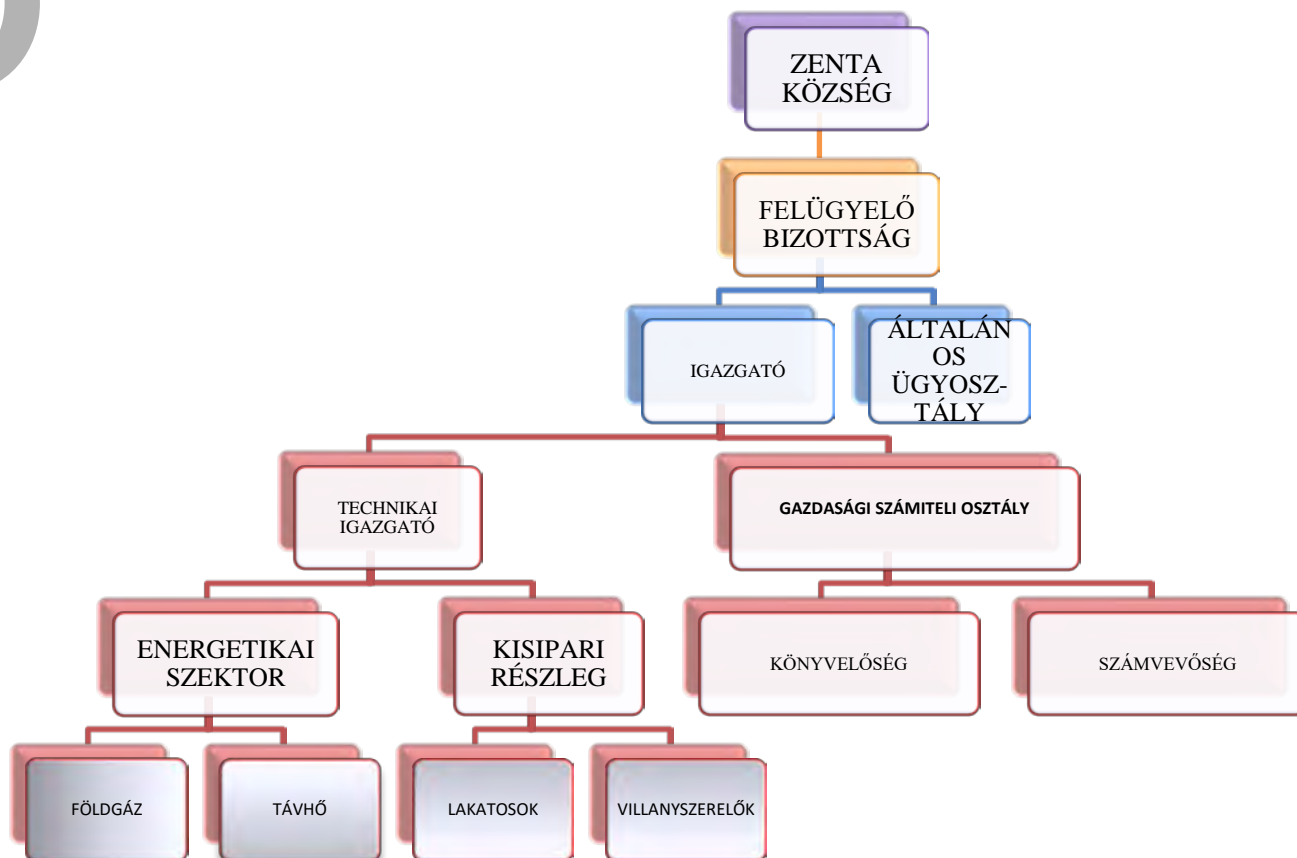 ZENTA
KÖZSÉG
FELÜGYELŐ
BIZOTTSÁG
IGAZGATÓ
ÁLTALÁN
OS
ÜGYOSZ-
TÁLY
TECHNIKAI
IGAZGATÓ
GAZDASÁGI SZÁMITELI OSZTÁLY
ENERGETIKAI
SZEKTOR
KISIPARI
RÉSZLEG
KÖNYVELŐSÉG
SZÁMVEVŐSÉG
FÖLDGÁZ
TÁVHŐ
LAKATOSOK
VILLANYSZERELŐK